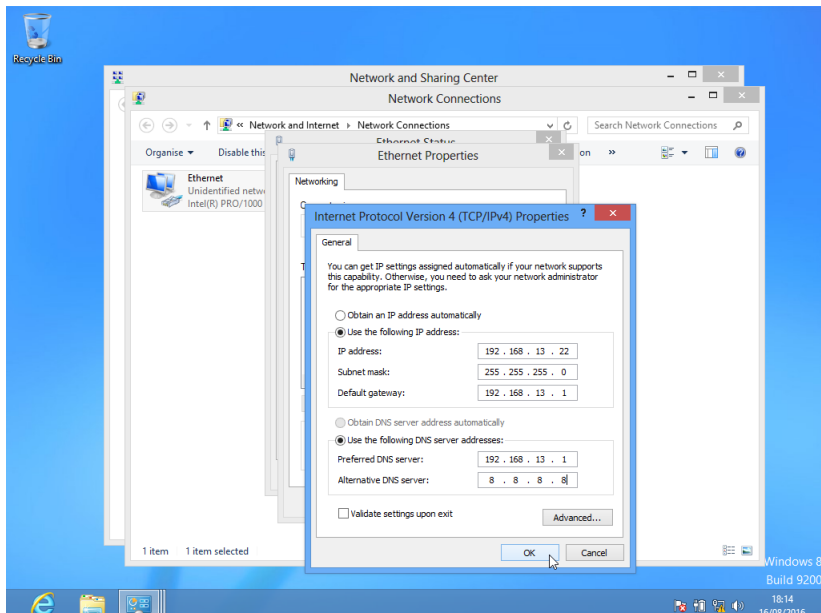 Recycle Bin
Network and Sharing Center
Network Connections
« Network and Internet Network Connections
Search Network Connections
Organise
Disable this
on
»
Ethernet Status
Ethernet Properties
Ethernet
Unidentified netwo
Intel(R) PRO/1000
Networking
Internet Protocol Version 4 (TCP/IPv4) Properties
?
General
You can get IP settings assigned automatically if your network supports
this capability. Otherwise, you need to ask your network administrator
for the appropriate IP settings.
Obtain an IP address automatically
Use the following IP address:
IP address: 192 . 168 . 13 . 22
Subnet mask: 255 . 255 . 255 . 0
Default gateway: 192 . 168 . 13 . 1
Obtain DNS server address automatically
Use the following DNS server addresses:
Preferred DNS server: 192 . 168 . 13 . 1
Alternative DNS server: 8 . 8 . 8 . 8
Validate settings upon exit
Advanced...
OK Cancel
1 item 1 item selected
Windows 8
Build 9200
18:14
16/08/2016